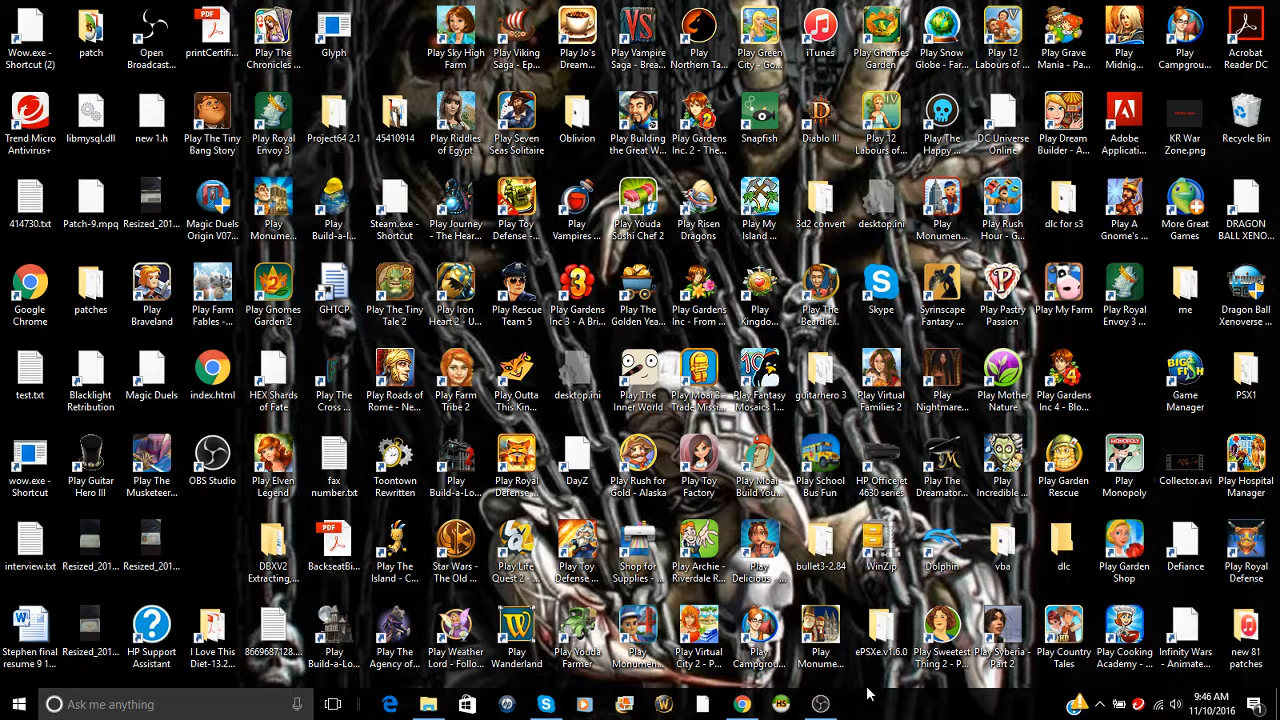 Wow.exe - Shortcut (2)
patch
Open Broadcast...
printCertifi...
Play The Chronicles ...
Glyph
Play Sky High Farm
Play Viking Saga - Ep...
Play Jo's Dream...
Play Vampire Saga - Brea...
Play Northern Ta...
Play Green City - Go...
iTunes
Play Gnomes Garden
Play Snow Globe - Far...
Play 12 Labours of...
Play Grave Mania - Pa...
Play Midnig...
Play Campgrou...
Acrobat Reader DC
Trend Micro Antivirus+
libmysql.dll
new 1.h
Play The Tiny Bang Story
Play Royal Envoy 3
Project64 2.1
45410914
Play Riddles of Egypt
Play Seven Seas Solitaire
Oblivion
Play Building the Great W...
Play Gardens Inc. 2 - The...
Snapfish
Diablo III
Play 12 Labours of...
Play The Happy ...
DC Universe Online
Play Dream Builder - A...
Adobe Applicati...
KR War Zone.png
Recycle Bin
414730.txt
Patch-9.mpq
Resized_201...
Magic Duels Origin V07...
Play Monume...
Play Build-a-l...
Steam.exe - Shortcut
Play Journey - The Hear...
Play Toy Defense -...
Play Vampires ...
Play Youda Sushi Chef 2
Play Risen Dragons
Play My Island ...
3d2 convert
desktop.ini
Play Monumen...
Play Rush Hour - G...
dlc for s3
Play A Gnome's ...
More Great Games
DRAGON BALL XENO...
Google Chrome
patches
Play Braveland
Play Farm Fables -...
Play Gnomes Garden 2
GHTCP
Play The Tiny Tale 2
Play Iron Heart 2 - U...
Play Rescue Team 5
Play Gardens Inc 3 - A Bri...
Play The Golden Yea...
Play Gardens Inc - From ...
Play Kingdo...
Play The Beardle...
Skype
Syrinscape Fantasy ...
Play Pastry Passion
Play My Farm
Play Royal Envoy 3 ...
me
Dragon Ball Xenoverse ...
test.txt
Blacklight Retribution
Magic Duels
index.html
HEX Shards of Fate
Play The Cross ...
Play Roads of Rome - Ne...
Play Farm Tribe 2
Play Outta This Kin...
desktop.ini
Play The Inner World
Play Moai 3 - Trade Missi...
Play Fantasy Mosaics 1...
guitarhero 3
Play Virtual Families 2
Play Nightmare...
Play Mother Nature
Play Gardens Inc 4 - Blo...
Game Manager
PSX1
wow.exe - Shortcut
Play Guitar Hero III
Play The Musketeer...
OBS Studio
Play Elven Legend
fax number.txt
Toontown Rewritten
Play Build-a-Lo...
Play Royal Defense ...
DayZ
Play Rush for Gold - Alaska
Play Toy Factory
Play Moai - Build You...
Play School Bus Fun
HP Officejet 4630 series
Play The Dreamator...
Play Incredible ...
Play Garden Rescue
Play Monopoly
Collector.avi
Play Hospital Manager
interview.txt
Resized_201...
Resized_201...
DBXV2 Extracting,...
BackseatBi...
Play The Island - C...
Star Wars - The Old ...
Play Life Quest 2 - ...
Play Toy Defense ...
Shop for Supplies - ...
Play Archie - Riverdale R...
Play Delicious - ...
bullet3-2.84
WinZip
Dolphin
vba
dlc
Play Garden Shop
Defiance
Play Royal Defense
Stephen final resume 9 1...
Resized_201...
HP Support Assistant
I Love This Diet-13.2...
8669687128....
Play Build-a-Lo...
Play The Agency of...
Play Weather Lord - Follo...
Play Wanderland
Play Youda Farmer
Play Monumen...
Play Virtual City 2 - P...
Play Campgrou...
Play Monume...
ePSXe.v1.6.0
Play Sweetest Thing 2 - P...
Play Syberia - Part 2
Play Country Tales
Play Cooking Academy - ...
Infinity Wars - Animate...
new 81 patches
Ask me anything
9:46 AM
11/10/2016